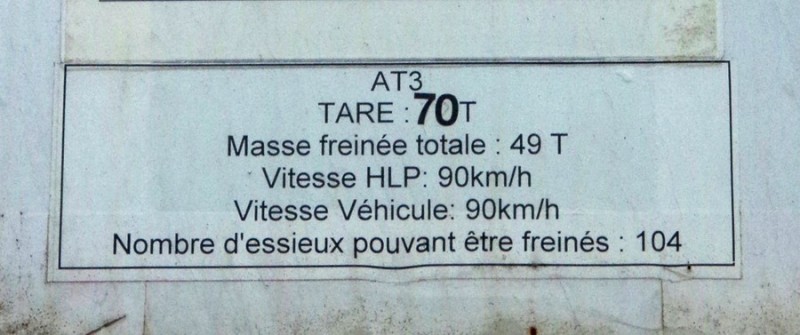 AT3
TARE : 70T
Masse freinée totale : 49 T
Vitesse HLP: 90km/h
Vitesse Véhicule: 90km/h
Nombre d'essieux pouvant être freinés : 104